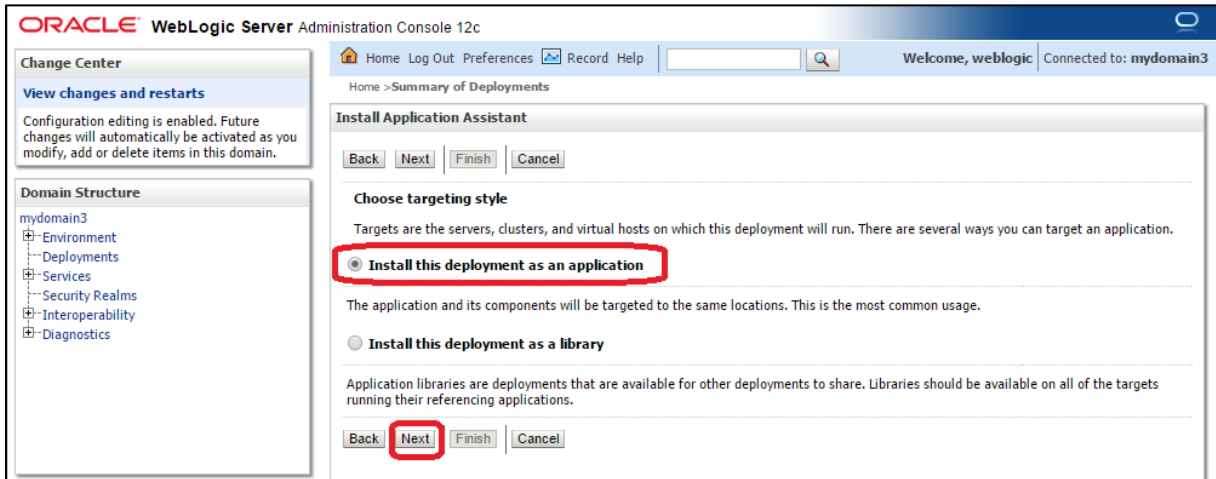 ORACLE WebLogic Server Administration Console 12c
Change Center
View changes and restarts
Configuration editing is enabled. Future
changes will automatically be activated as you
modify, add or delete items in this domain.
Domain Structure
mydomain3
Environment
Deployments
Services
Security Realms
Interoperability
Diagnostics
Home Log Out Preferences Record Help
Welcome, weblogic Connected to: mydomain3
Home >Summary of Deployments
Install Application Assistant
Back Next Finish Cancel
Choose targeting style
Targets are the servers, clusters, and virtual hosts on which this deployment will run. There are several ways you can target an application.
Install this deployment as an application
The application and its components will be targeted to the same locations. This is the most common usage.
Install this deployment as a library
Application libraries are deployments that are available for other deployments to share. Libraries should be available on all of the targets
running their referencing applications.
Back Next Finish Cancel